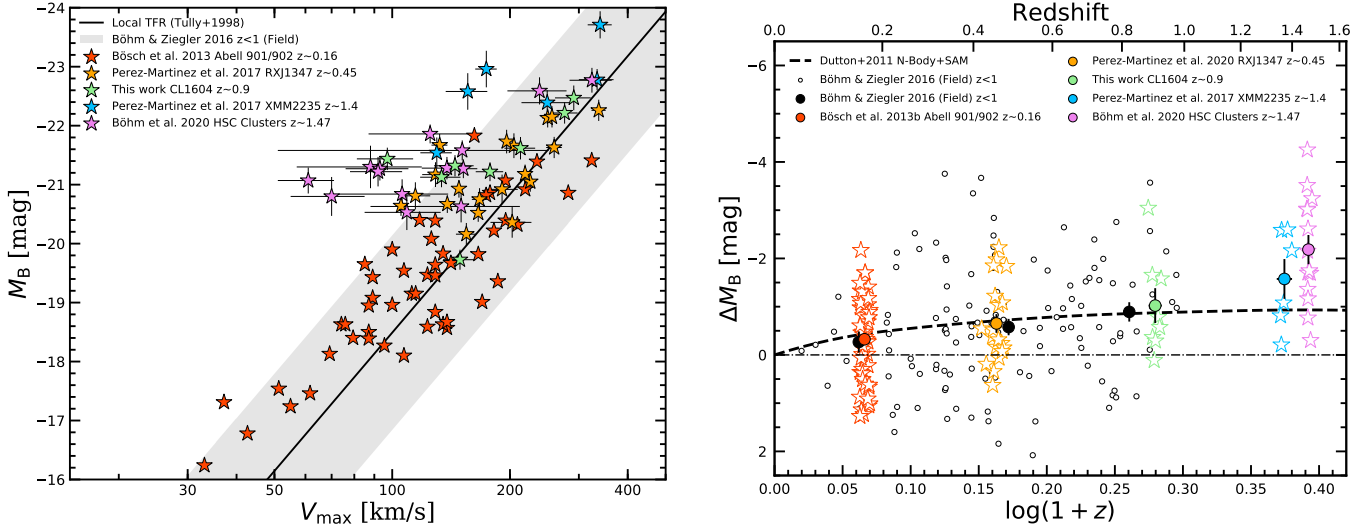 Local TFR (Tully+1998)
Böhm & Ziegler 2016 z<1 (Field)
Bösch et al. 2013 Abell 901/902 z~0.16
Perez-Martinez et al. 2017 RXJ1347 z~0.45
This work CL1604 z~0.9
Perez-Martinez et al. 2017 XMM2235 z~1.4
Böhm et al. 2020 HSC Clusters z~1.47
−24
−23
−22
−21
−20
−19
−18
−17
−16
M_B [mag]
30 60 100 200 400
V_max [km/s]
Redshift
0.0 0.2 0.4 0.6 0.8 1 1.2 1.4 1.6
Dutton+2011 N-Body+SAM
Böhm & Ziegler 2016 (Field) z<1
Böhm & Ziegler 2016 (Field) z<1
Bösch et al. 2013b Abell 901/902 z~0.16
Perez-Martinez et al. 2020 RXJ1347 z~0.45
This work CL1604 z~0.9
Perez-Martinez et al. 2017 XMM2235 z~1.4
Böhm et al. 2020 HSC Clusters z~1.47
−6
−4
−2
0
2
ΔM_B [mag]
0.00 0.05 0.10 0.15 0.20 0.25 0.30 0.35 0.40
log(1 + z)